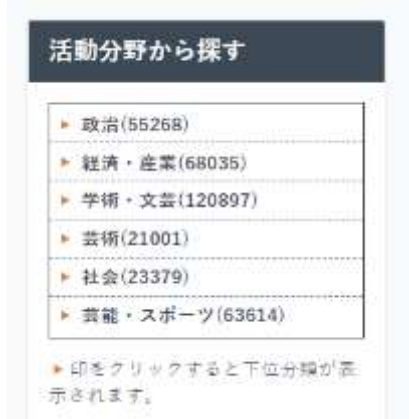 活動分野から探す
▶ 政治(55268)
▶ 経済・産業(68035)
▶ 学術・文芸(120897)
▶ 芸術(21001)
▶ 社会(23379)
▶ 芸能・スポーツ(63614)
▶印をクリックすると下位分類が表
示されます。